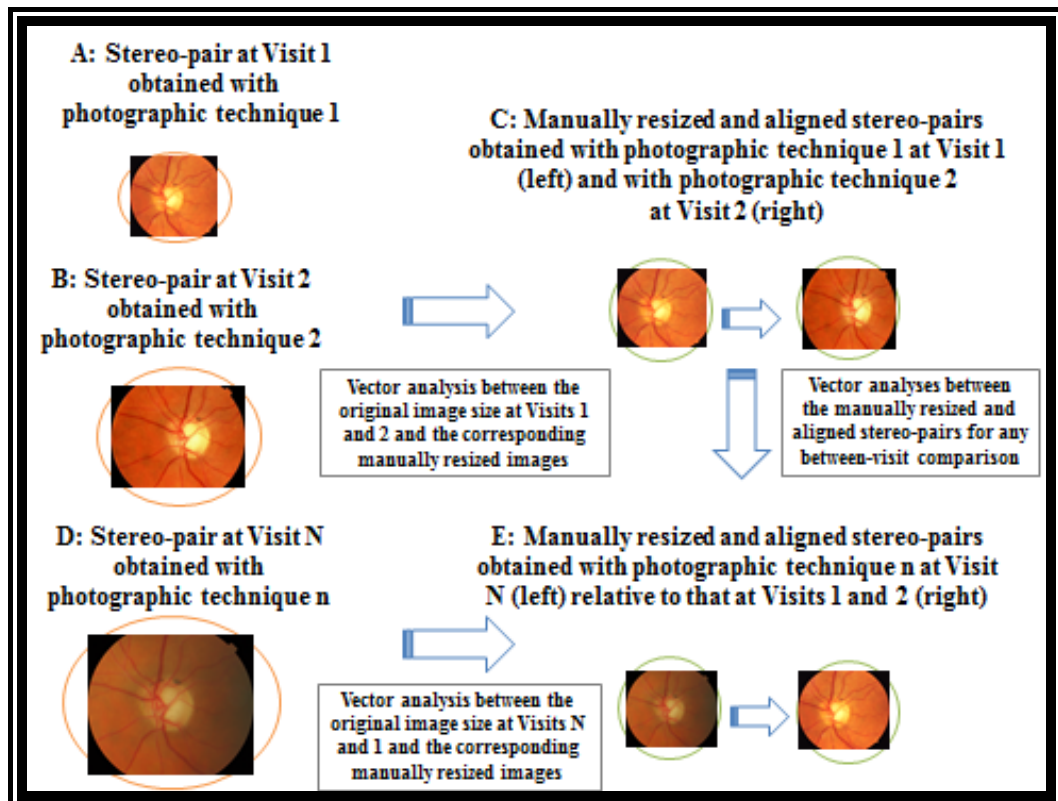 A: Stereo-pair at Visit 1
obtained with
photographic technique 1
B: Stereo-pair at Visit 2
obtained with
photographic technique 2
C: Manually resized and aligned stereo-pairs
obtained with photographic technique 1 at Visit 1
(left) and with photographic technique 2
at Visit 2 (right)
Vector analysis between the
original image size at Visits 1
and 2 and the corresponding
manually resized images
Vector analyses between
the manually resized and
aligned stereo-pairs for any
between-visit comparison
D: Stereo-pair at Visit N
obtained with
photographic technique n
E: Manually resized and aligned stereo-pairs
obtained with photographic technique n at Visit
N (left) relative to that at Visits 1 and 2 (right)
Vector analysis between the
original image size at Visits N
and 1 and the corresponding
manually resized images